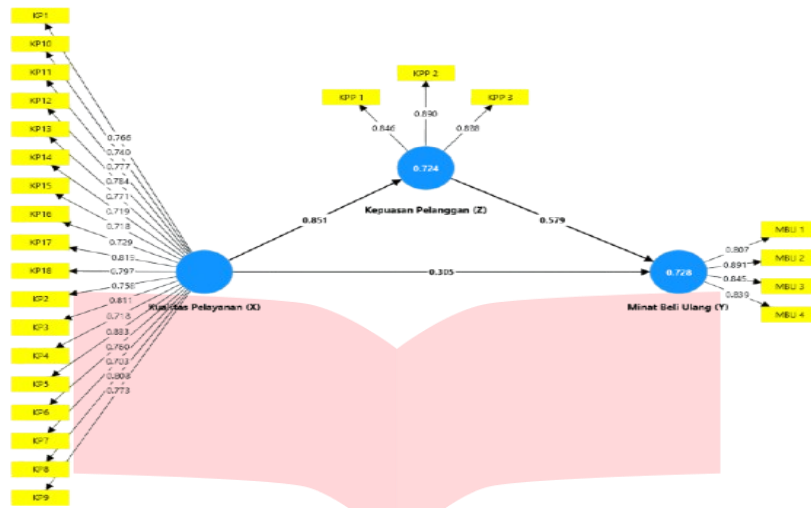 KP1
KP10
KP11
KP12
KP13
KP14
KP15
KP16
KP17
KP18
KP2
KP3
KP4
KP5
KP6
KP7
KP8
KP9
0.766
0.740
0.777
0.784
0.771
0.719
0.718
0.729
0.815
0.797
0.758
0.811
0.718
0.833
0.780
0.703
0.808
0.773
Kualitas Pelayanan (X)
KPP 1
KPP 2
KPP 3
0.846
0.890
0.888
0.724
Kepuasan Pelanggan (Z)
0.851
0.579
0.305
0.728
Minat Beli Ulang (Y)
0.807
0.891
0.845
0.839
MBU 1
MBU 2
MBU 3
MBU 4